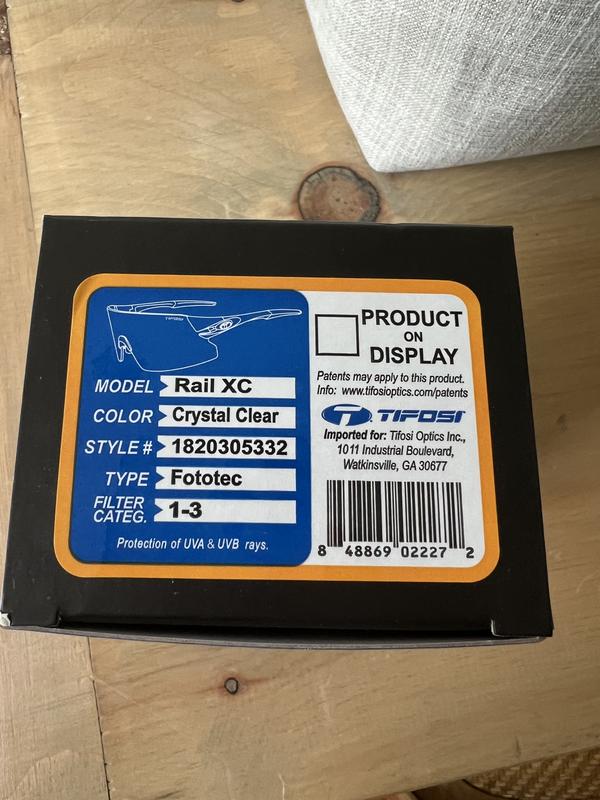 TIFOSI
MODEL Rail XC
COLOR Crystal Clear
STYLE # 1820305332
TYPE Fototec
FILTER
CATEG. 1-3
Protection of UVA & UVB rays.
PRODUCT
ON
DISPLAY
Patents may apply to this product.
Info: www.tifosioptics.com/patents
TIFOSI
Imported for: Tifosi Optics Inc.,
1011 Industrial Boulevard,
Watkinsville, GA 30677
8 48869 02227 2